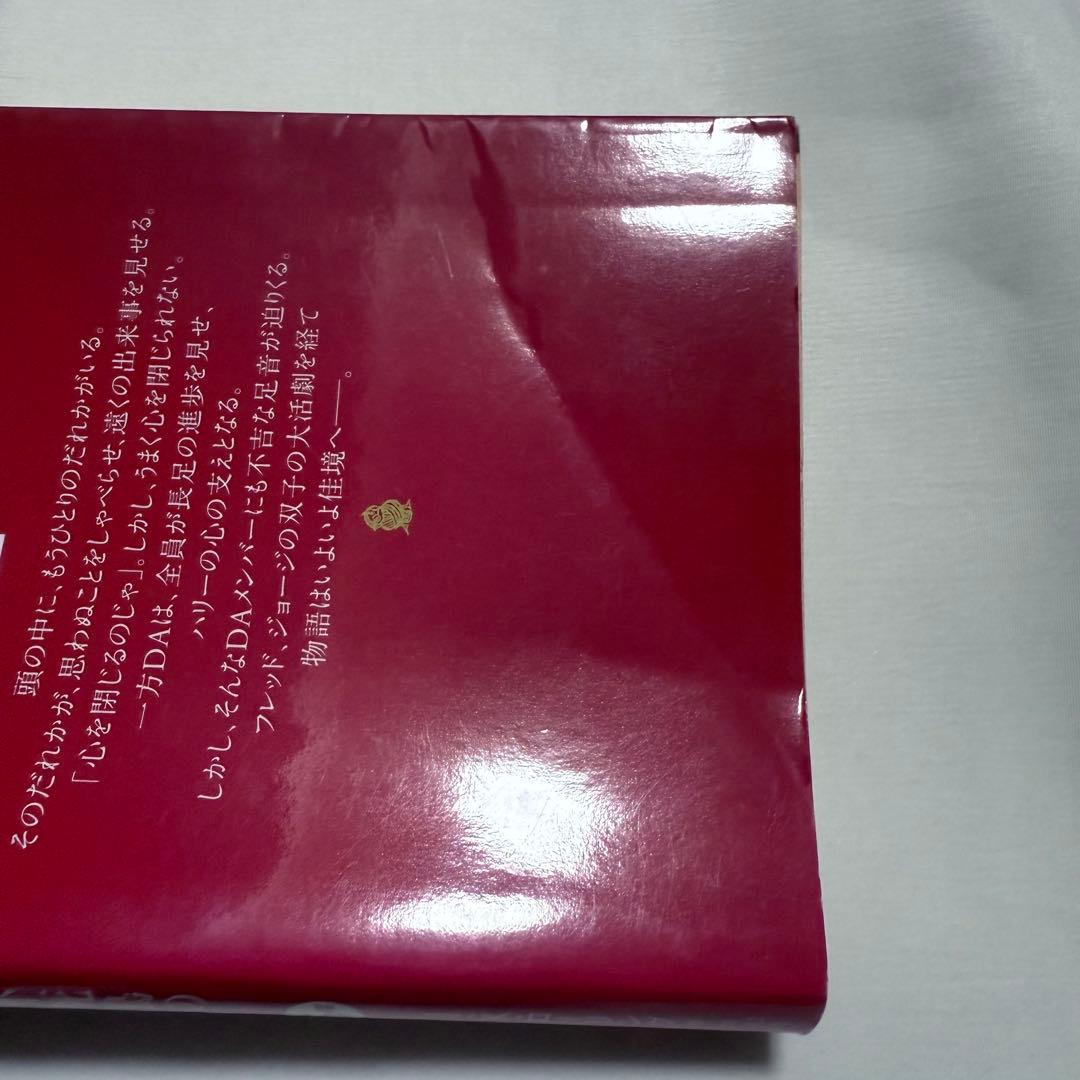 頭の中に、もうひとりのだれかがいる。
そのだれかが、思わぬことをしゃべらせ、遠くの出来事を見せる。
「心を閉じるのじゃ」。しかし、うまく心を閉じられない。
一方DAは、全員が長足の進歩を見せ、
ハリーの心の支えとなる。
しかし、そんなDAメンバーにも不吉な足音が迫りくる。
フレッド、ジョージの双子の大活劇を経て
物語はいよいよ佳境へ――。